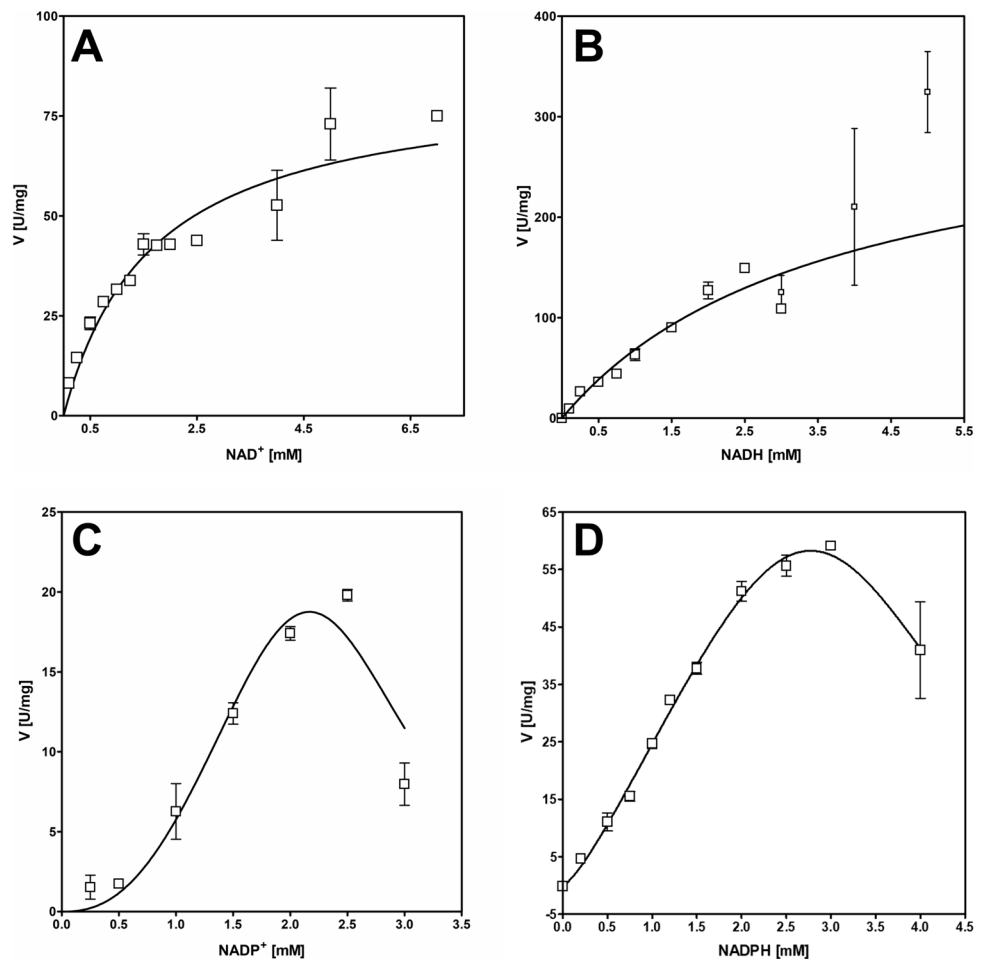 A
100
75
50
25
0
V [U/mg]
0.5 2.5 4.5 6.5
NAD⁺ [mM]
B
400
300
200
100
0
V [U/mg]
0.5 1.5 2.5 3.5 4.5 5.5
NADH [mM]
C
25
20
15
10
5
0
V [U/mg]
0.0 0.5 1.0 1.5 2.0 2.5 3.0 3.5
NADP⁺ [mM]
D
65
55
45
35
25
15
5
-5
V [U/mg]
0.0 0.5 1.0 1.5 2.0 2.5 3.0 3.5 4.0 4.5
NADPH [mM]